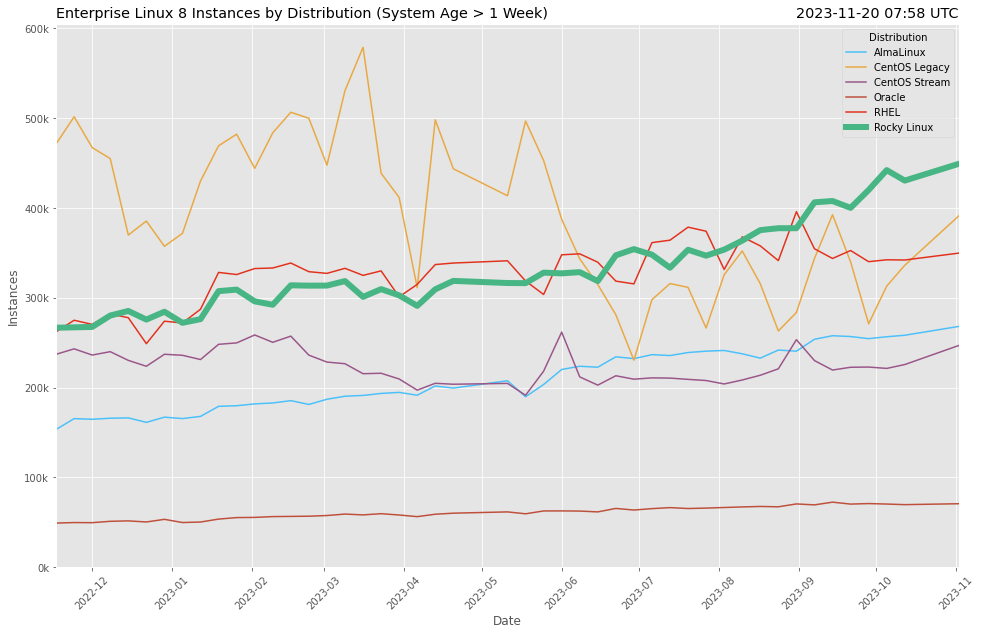 Enterprise Linux 8 Instances by Distribution (System Age > 1 Week)
2023-11-20 07:58 UTC
Distribution
AlmaLinux
CentOS Legacy
CentOS Stream
Oracle
RHEL
Rocky Linux
600k
500k
400k
300k
200k
100k
0k
Instances
2022-12
2023-01
2023-02
2023-03
2023-04
2023-05
2023-06
2023-07
2023-08
2023-09
2023-10
2023-11
Date